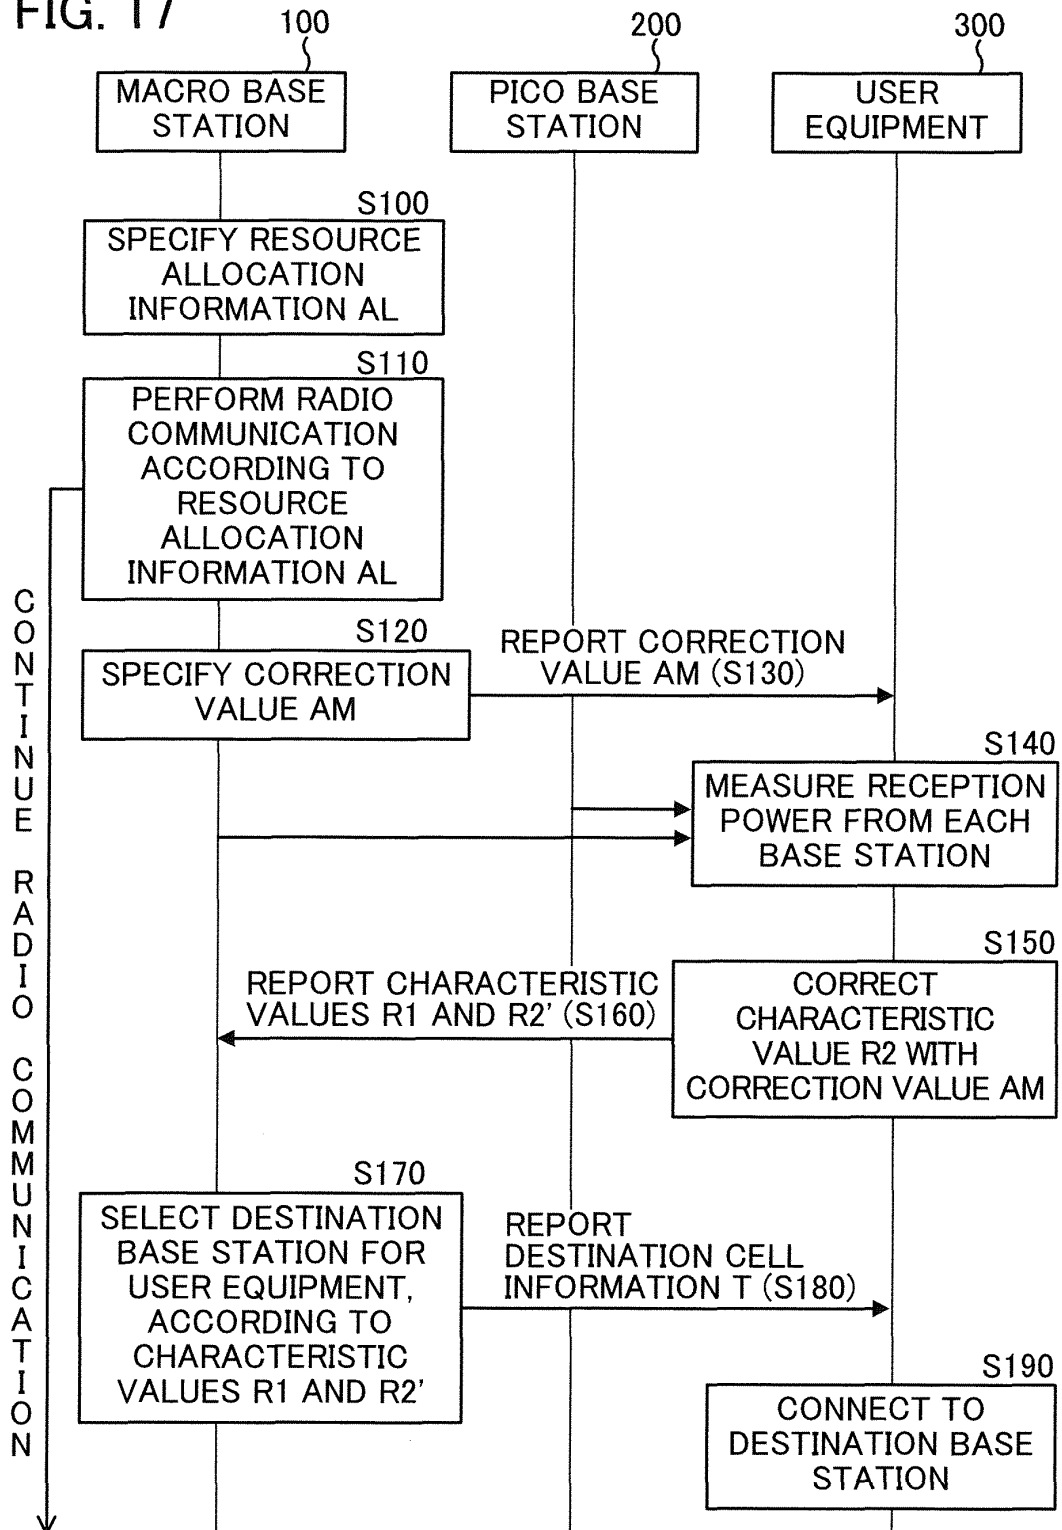 FIG. 17
100
200
300
MACRO BASE
STATION
PICO BASE
STATION
USER
EQUIPMENT
S100
SPECIFY RESOURCE
ALLOCATION
INFORMATION AL
S110
PERFORM RADIO
COMMUNICATION
ACCORDING TO
RESOURCE
ALLOCATION
INFORMATION AL
CONTINUE RADIO COMMUNICATION
S120
SPECIFY CORRECTION
VALUE AM
REPORT CORRECTION
VALUE AM (S130)
S140
MEASURE RECEPTION
POWER FROM EACH
BASE STATION
S150
CORRECT
CHARACTERISTIC
VALUE R2 WITH
CORRECTION VALUE AM
REPORT CHARACTERISTIC
VALUES R1 AND R2' (S160)
S170
SELECT DESTINATION
BASE STATION FOR
USER EQUIPMENT,
ACCORDING TO
CHARACTERISTIC
VALUES R1 AND R2'
REPORT
DESTINATION CELL
INFORMATION T (S180)
S190
CONNECT TO
DESTINATION BASE
STATION